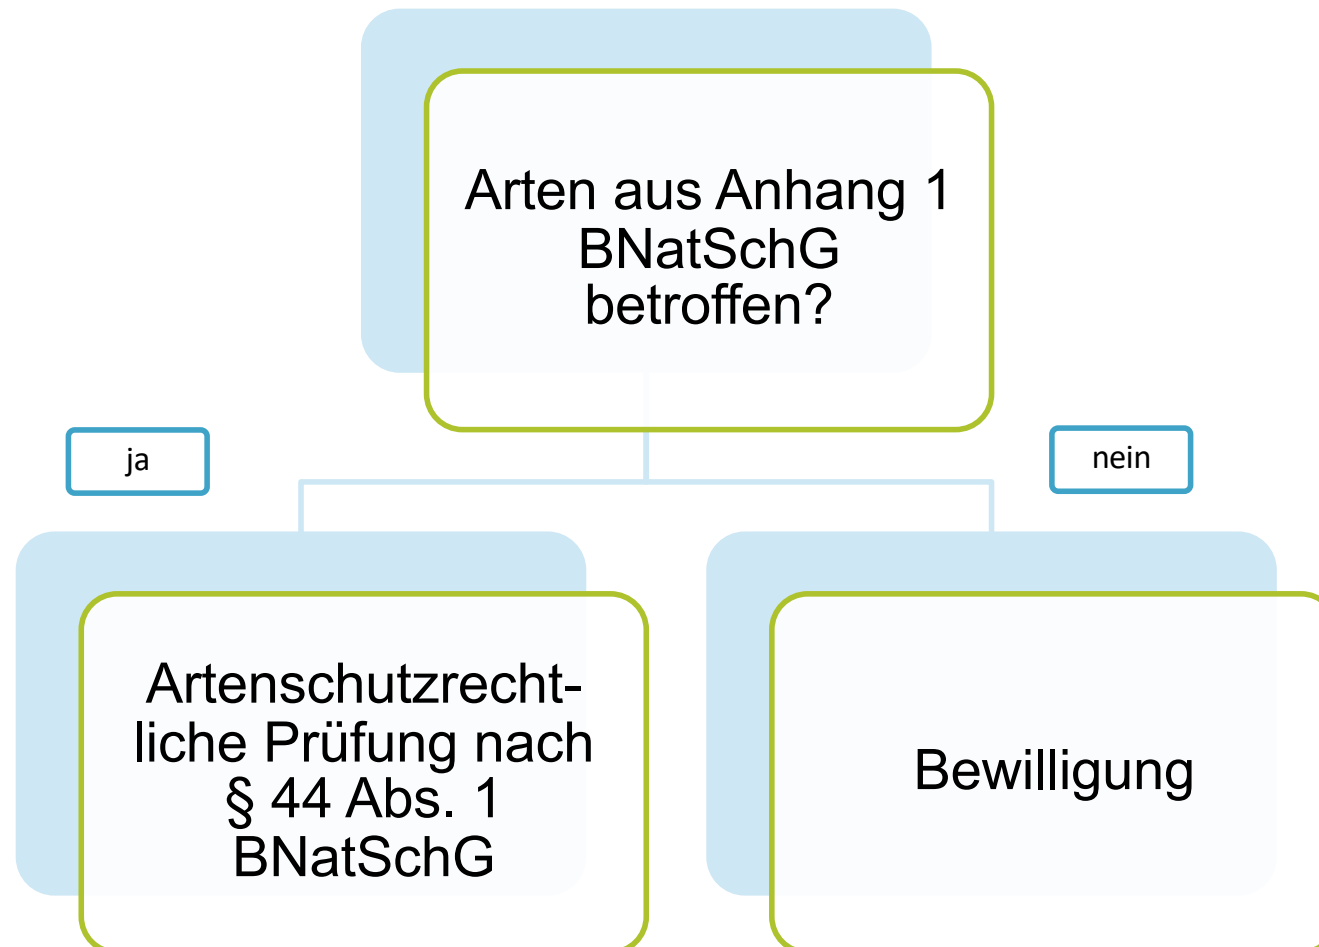 Arten aus Anhang 1
BNatSchG
betroffen?
ja
nein
Artenschutzrecht-
liche Prüfung nach
§ 44 Abs. 1
BNatSchG
Bewilligung